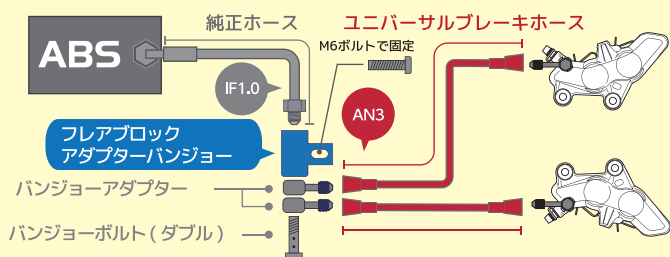 純正ホース
ユニバーサルブレーキホース
M6ボルトで固定
ABS
IF1.0
AN3
フレアブロック
アダプターバンジョー
バンジョーアダプター
バンジョーボルト(ダブル)